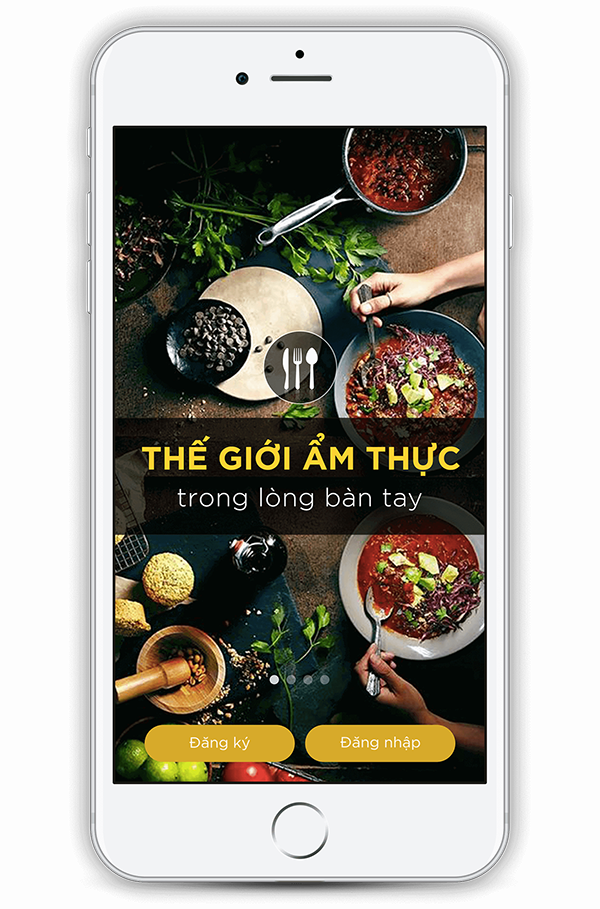 THẾ GIỚI ẨM THỰC
trong lòng bàn tay
Đăng ký
Đăng nhập